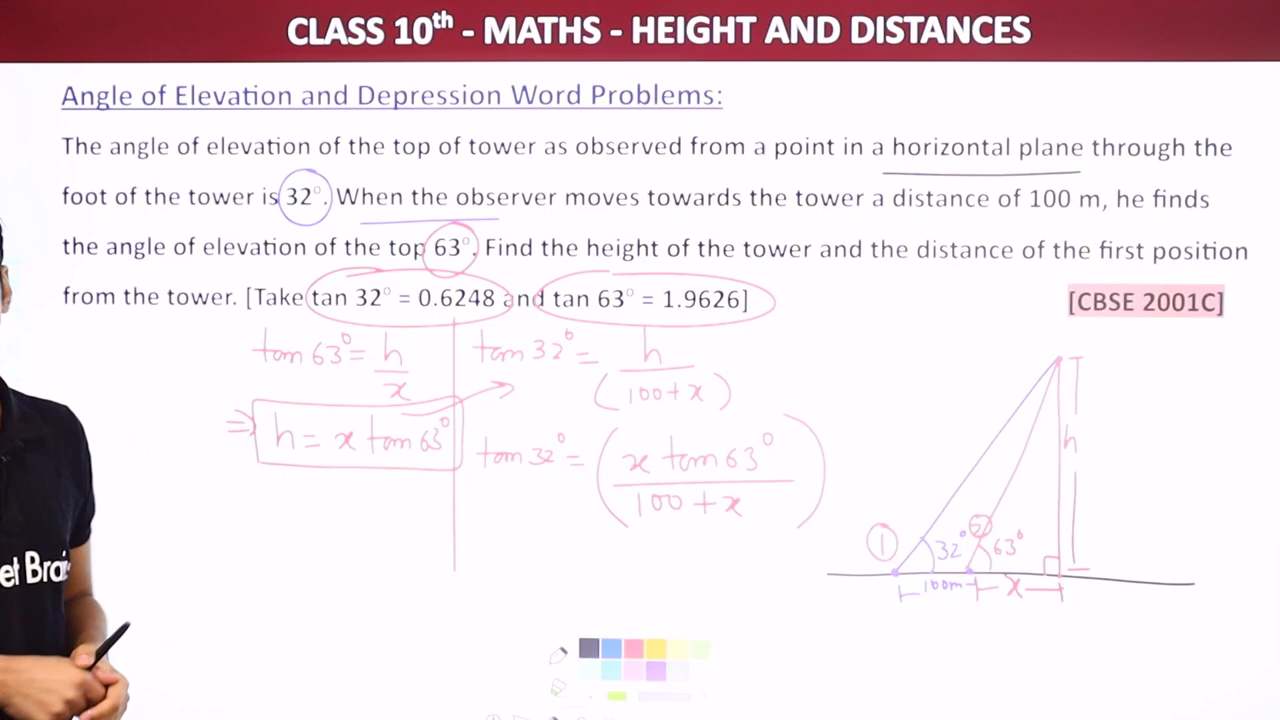 CLASS 10th - MATHS - HEIGHT AND DISTANCES
Angle of Elevation and Depression Word Problems:
The angle of elevation of the top of tower as observed from a point in a horizontal plane through the
foot of the tower is 32°. When the observer moves towards the tower a distance of 100 m, he finds
the angle of elevation of the top 63°. Find the height of the tower and the distance of the first position
from the tower. [Take tan 32° = 0.6248 and tan 63° = 1.9626]
[CBSE 2001C]
tan 63° = h/x
⇒ h = x tan 63°
tan 32° = h/(100+x)
tan 32° = (x tan 63°/100 + x)
h
1
32°
2
63°
100m
x
et Brai